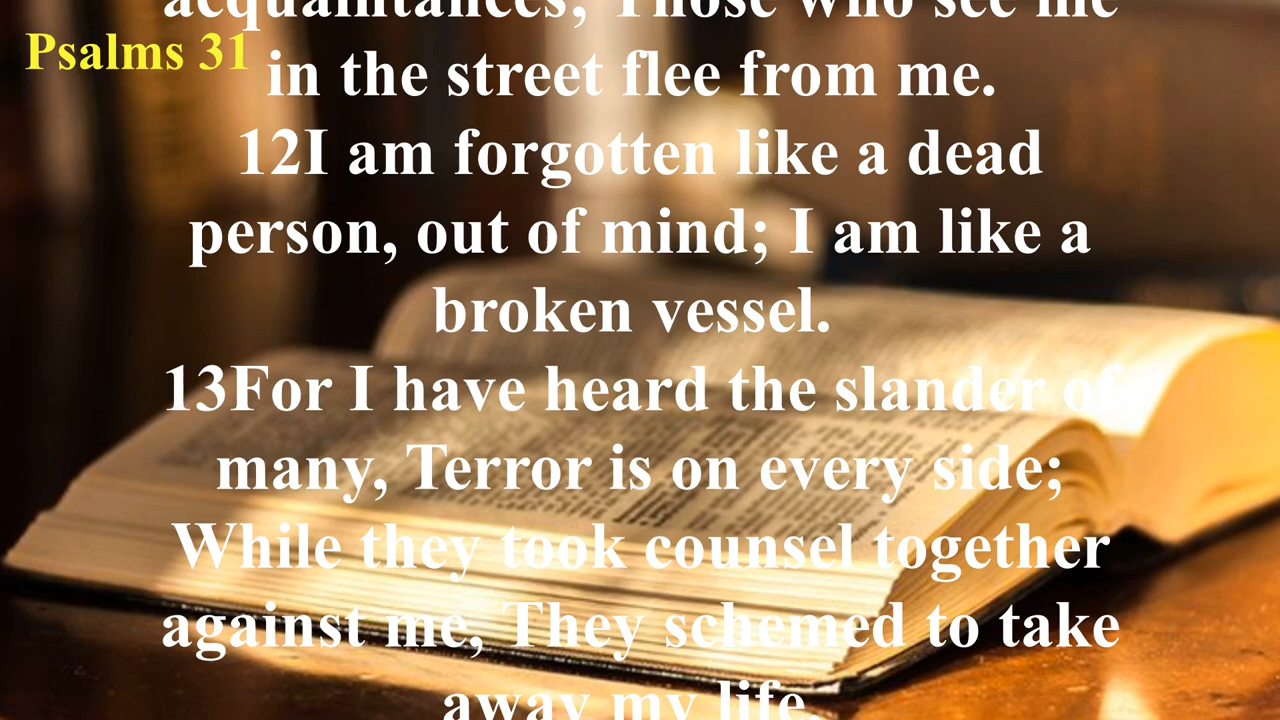 acquaintances; Those who see me
Psalms 31
in the street flee from me.
12I am forgotten like a dead
person, out of mind; I am like a
broken vessel.
13For I have heard the slander of
many, Terror is on every side;
While they took counsel together
against me, They schemed to take
away my life.